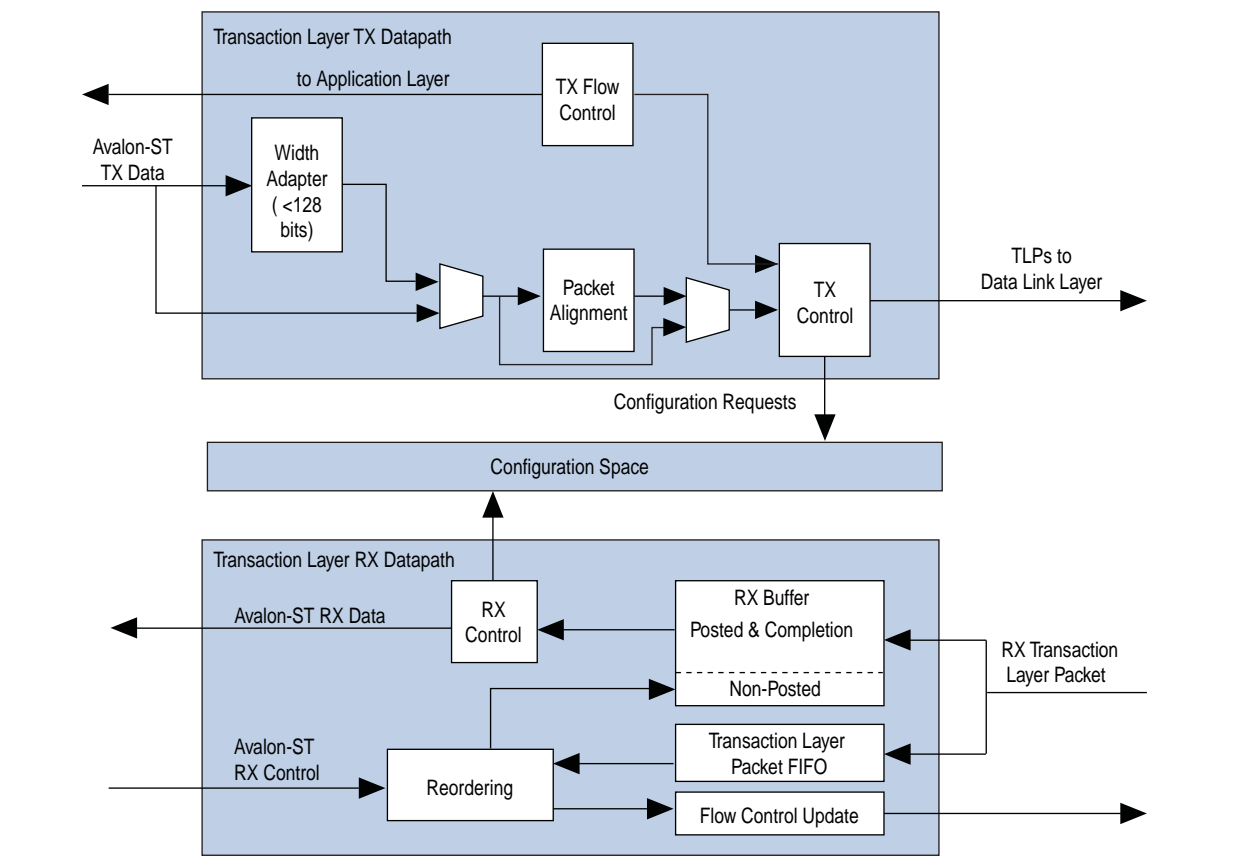 Transaction Layer TX Datapath
to Application Layer
TX Flow
Control
Avalon-ST
TX Data
Width
Adapter
( <128
bits)
Packet
Alignment
TX
Control
TLPs to
Data Link Layer
Configuration Requests
Configuration Space
Transaction Layer RX Datapath
Avalon-ST RX Data
RX
Control
RX Buffer
Posted & Completion
Non-Posted
RX Transaction
Layer Packet
Avalon-ST
RX Control
Reordering
Transaction Layer
Packet FIFO
Flow Control Update